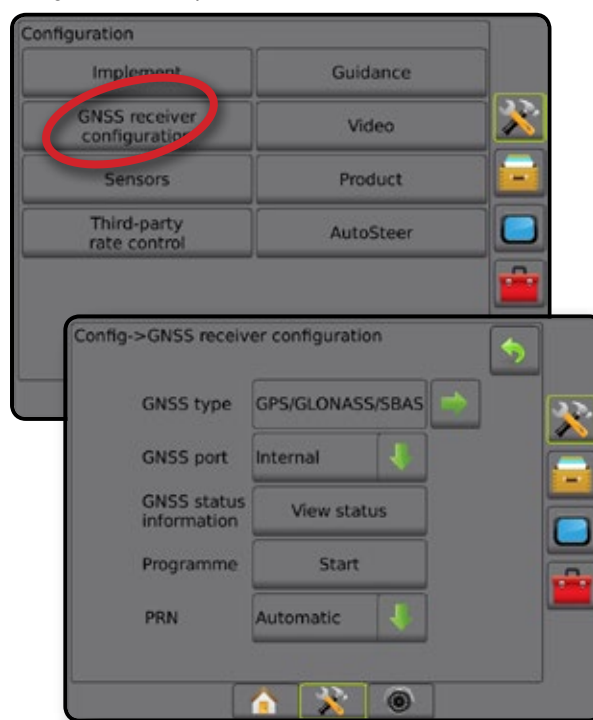 Configuration
Implement
Guidance
GNSS receiver
configuration
Video
Sensors
Product
Third-party
rate control
AutoSteer
Config->GNSS receiver configuration
GNSS type
GPS/GLONASS/SBAS
GNSS port
Internal
GNSS status
information
View status
Programme
Start
PRN
Automatic